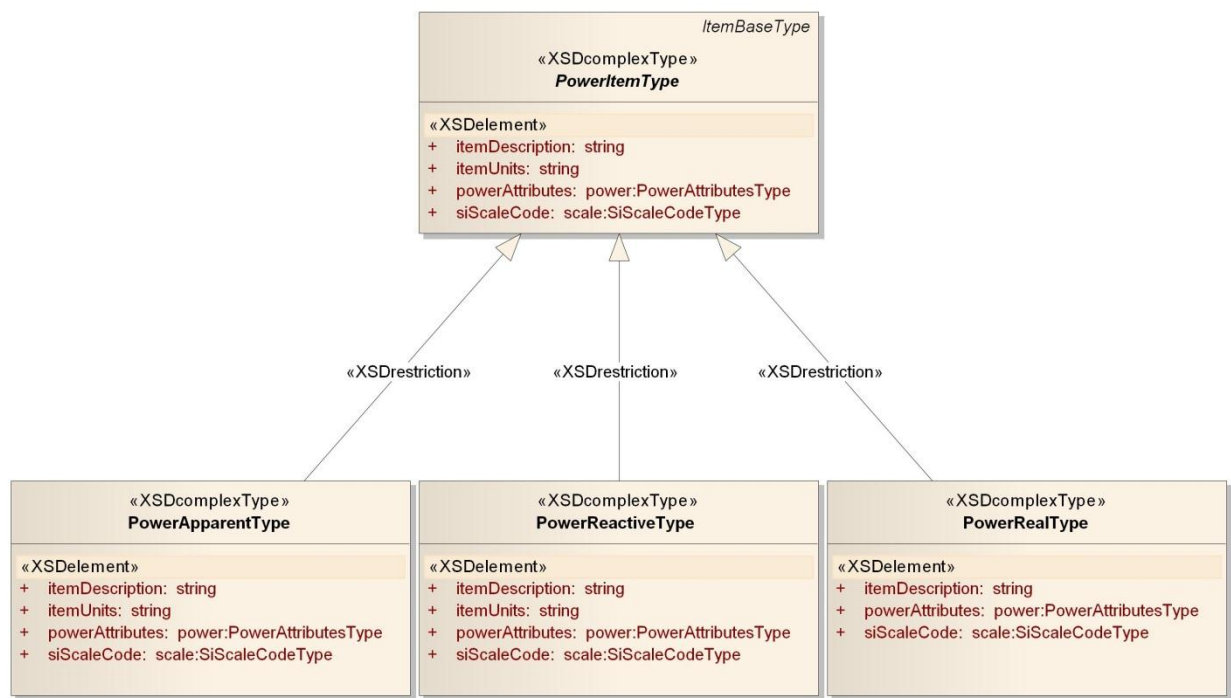 ItemBaseType
«XSDcomplexType»
PowerItemType
«XSDelement»
+ itemDescription: string
+ itemUnits: string
+ powerAttributes: power:PowerAttributesType
+ siScaleCode: scale:SiScaleCodeType
«XSDrestriction» «XSDrestriction» «XSDrestriction»
«XSDcomplexType»
PowerApparentType
«XSDelement»
+ itemDescription: string
+ itemUnits: string
+ powerAttributes: power:PowerAttributesType
+ siScaleCode: scale:SiScaleCodeType
«XSDcomplexType»
PowerReactiveType
«XSDelement»
+ itemDescription: string
+ itemUnits: string
+ powerAttributes: power:PowerAttributesType
+ siScaleCode: scale:SiScaleCodeType
«XSDcomplexType»
PowerRealType
«XSDelement»
+ itemDescription: string
+ powerAttributes: power:PowerAttributesType
+ siScaleCode: scale:SiScaleCodeType